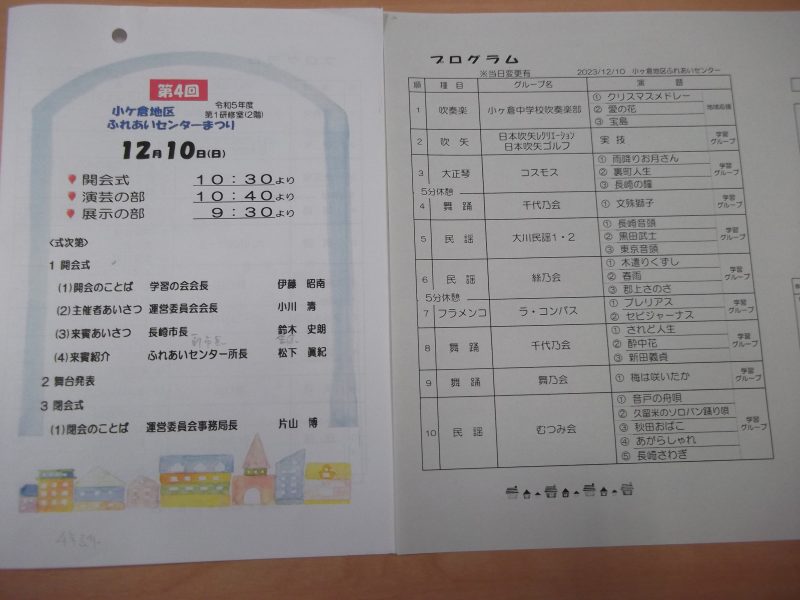 第4回
令和5年度
小ケ倉地区 第1研修室(2階)
ふれあいセンターまつり
12月10日(日)
開会式 10:30より
演芸の部 10:40より
展示の部 9:30より
<式次第>
1 開会式
(1)開会のことば 学習の会会長 伊藤 昭南
(2)主催者あいさつ 運営委員会会長 小川 濤
(3)来賓あいさつ 長崎市長 鈴木 史朗
(4)来賓紹介 ふれあいセンター所長 松下 眞紀
2 舞台発表
3 閉会式
(1)閉会のことば 運営委員会事務局長 片山 博
プログラム
※当日変更有 2023/12/10 小ケ倉地区ふれあいセンター
順 種目 グループ名 演題
1 吹奏楽 小ヶ倉中学校吹奏楽部 ① クリスマスメドレー 地域応援
② 愛の花
③ 宝島
2 吹矢 日本吹矢レクリエーション 実技 学習グループ
日本吹矢ゴルフ
3 大正琴 コスモス ① 雨降りお月さん 学習グループ
② 裏町人生
③ 長崎の鐘
5分休憩
4 舞踊 千代乃会 ① 文殊獅子 学習グループ
5 民謡 大川民謡1・2 ① 長崎音頭 学習グループ
② 黒田武士
③ 東京音頭
6 民謡 絲乃会 ① 木遣りくずし 学習グループ
② 春雨
③ 郡上さのさ
5分休憩
7 フラメンコ ラ・コンパス ① ブレリアス 学習グループ
② セビジャーナス
8 舞踊 千代乃会 ① されど人生 学習グループ
② 酔中花
③ 新田義貞
9 舞踊 舞乃会 ① 梅は咲いたか 学習グループ
10 民謡 むつみ会 ① 音戸の舟唄 学習グループ
② 久留米のソロバン踊り唄
③ 秋田おばこ
④ あがらしゃれ
⑤ 長崎さわぎ